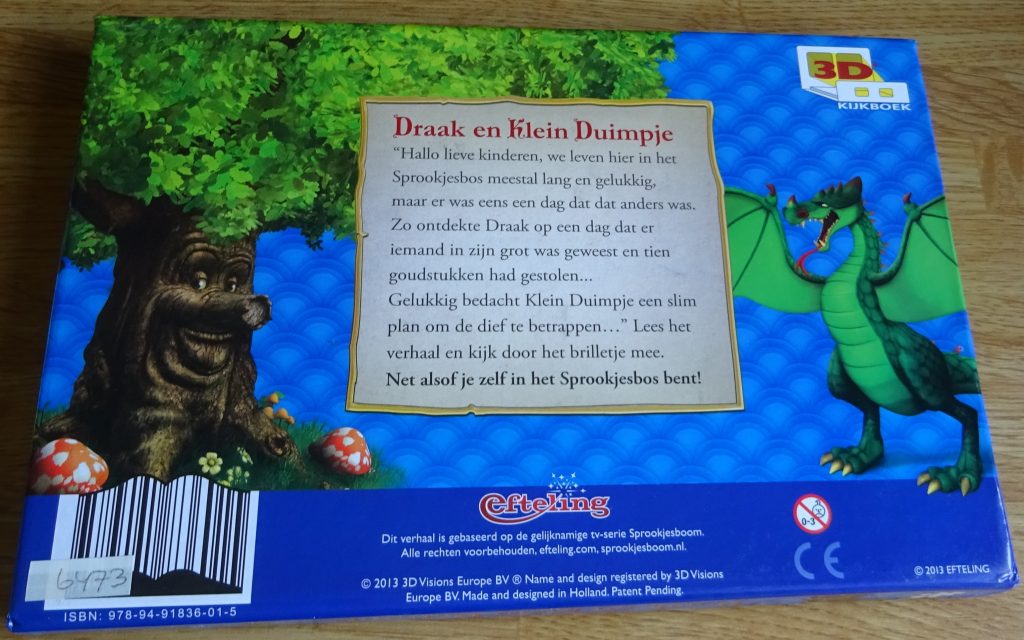 3D
KIJKBOEK
Draak en Klein Duimpje
“Hallo lieve kinderen, we leven hier in het
Sprookjesbos meestal lang en gelukkig,
maar er was eens een dag dat dat anders was.
Zo ontdekte Draak op een dag dat er
iemand in zijn grot was geweest en tien
goudstukken had gestolen...
Gelukkig bedacht Klein Duimpje een slim
plan om de dief te betrappen…” Lees het
verhaal en kijk door het brilletje mee.
Net alsof je zelf in het Sprookjesbos bent!
efteling
Dit verhaal is gebaseerd op de gelijknamige tv-serie Sprookjesboom.
Alle rechten voorbehouden, efteling.com, sprookjesboom.nl.
© 2013 3D Visions Europe BV ® Name and design registered by 3D Visions
Europe BV. Made and designed in Holland. Patent Pending.
0-3
CE
© 2013 EFTELING
6473
ISBN: 978-94-91836-01-5